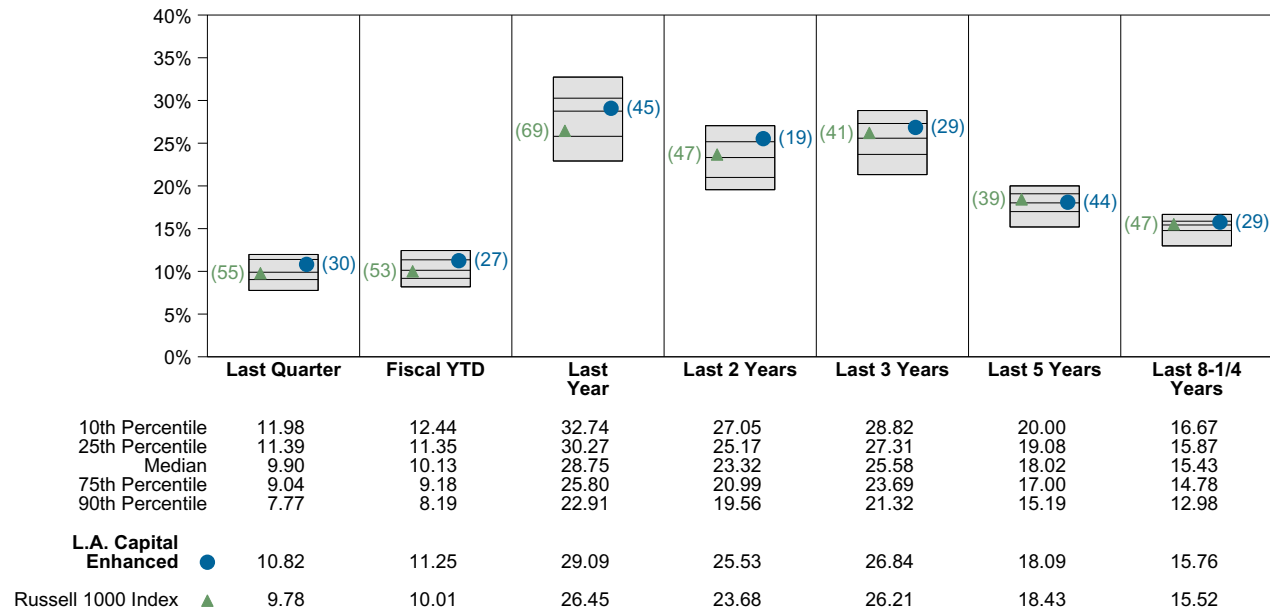 40%
35%
30%
25%
20%
15%
10%
5%
0%
(55) (30)
(53) (27)
(69) (45)
(47) (19)
(41) (29)
(39) (44)
(47) (29)
Last Quarter Fiscal YTD Last Year Last 2 Years Last 3 Years Last 5 Years Last 8-1/4 Years
10th Percentile 11.98 12.44 32.74 27.05 28.82 20.00 16.67
25th Percentile 11.39 11.35 30.27 25.17 27.31 19.08 15.87
Median 9.90 10.13 28.75 23.32 25.58 18.02 15.43
75th Percentile 9.04 9.18 25.80 20.99 23.69 17.00 14.78
90th Percentile 7.77 8.19 22.91 19.56 21.32 15.19 12.98
L.A. Capital
Enhanced 10.82 11.25 29.09 25.53 26.84 18.09 15.76
Russell 1000 Index 9.78 10.01 26.45 23.68 26.21 18.43 15.52